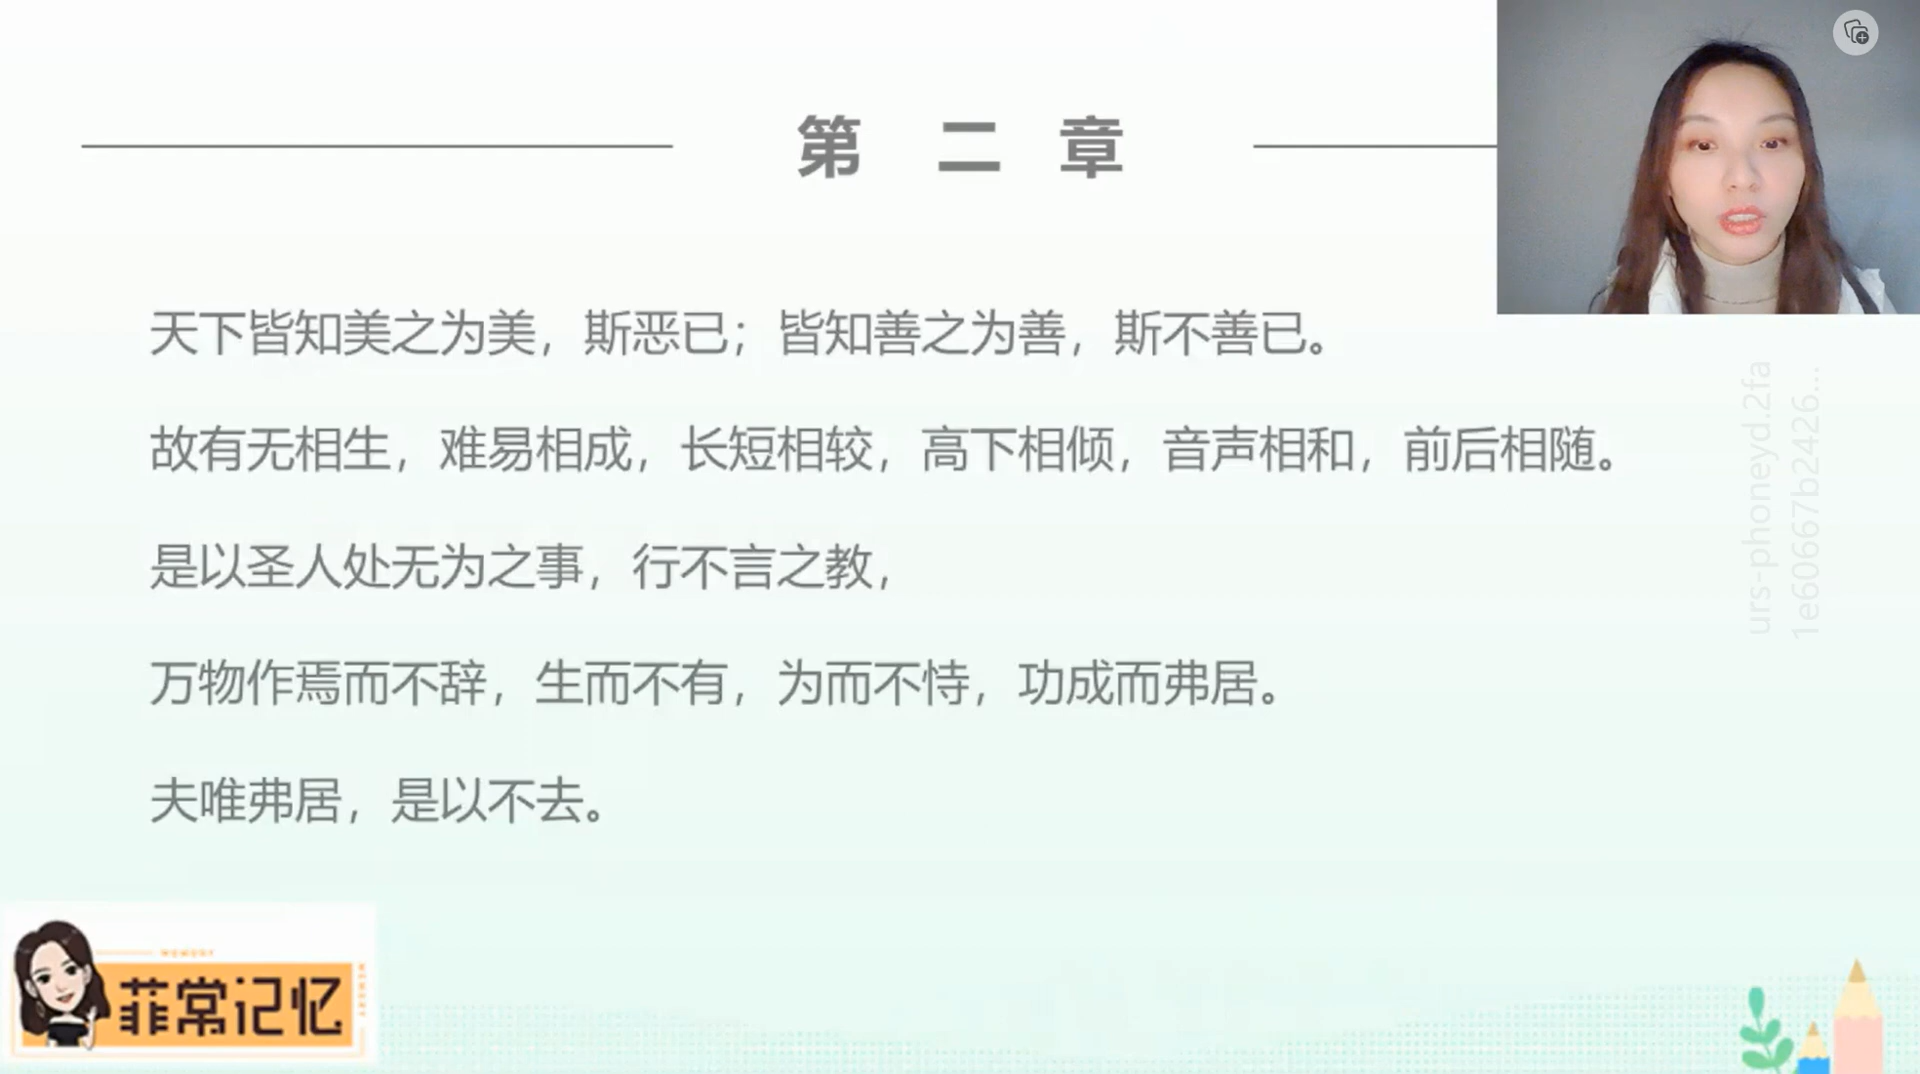 第 二 章
天下皆知美之为美，斯恶已；皆知善之为善，斯不善已。
故有无相生，难易相成，长短相较，高下相倾，音声相和，前后相随。
是以圣人处无为之事，行不言之教，
万物作焉而不辞，生而不有，为而不恃，功成而弗居。
夫唯弗居，是以不去。
urs-phoneyd.2fa
1e60667b2426...
MEMORY
菲常记忆